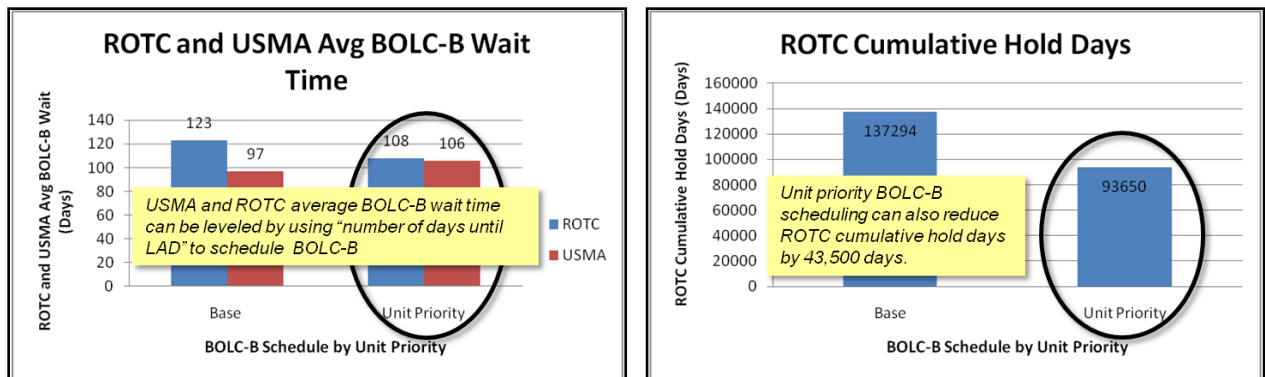 ROTC and USMA Avg BOLC-B Wait
Time
ROTC and USMA Avg BOLC-B Wait
(Days)
140
120
100
80
60
40
20
0
123
97
108
106
USMA and ROTC average BOLC-B wait time
can be leveled by using “number of days until
LAD” to schedule BOLC-B
ROTC
USMA
Base
Unit Priority
BOLC-B Schedule by Unit Priority
ROTC Cumulative Hold Days
ROTC Cumulative Hold Days (Days)
160000
140000
120000
100000
80000
60000
40000
20000
0
137294
93650
Unit priority BOLC-B
scheduling can also reduce
ROTC cumulative hold days
by 43,500 days.
Base
Unit Priority
BOLC-B Schedule by Unit Priority